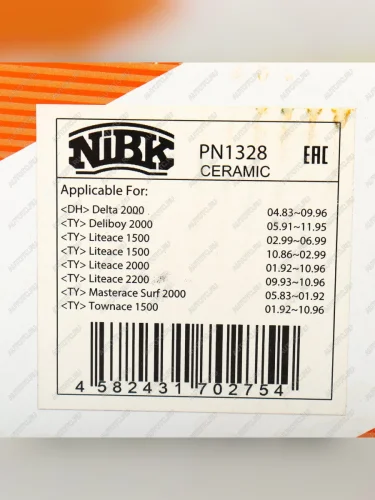 NiBK
PN1328
CERAMIC
EAC
Applicable For:
<DH> Delta 2000 04.83~09.96
<TY> Deliboy 2000 05.91~11.95
<TY> Liteace 1500 02.99~06.99
<TY> Liteace 1500 10.86~02.99
<TY> Liteace 2000 01.92~10.96
<TY> Liteace 2200 09.93~10.96
<TY> Masterace Surf 2000 05.83~01.92
<TY> Townace 1500 01.92~10.96
4 582431 702754